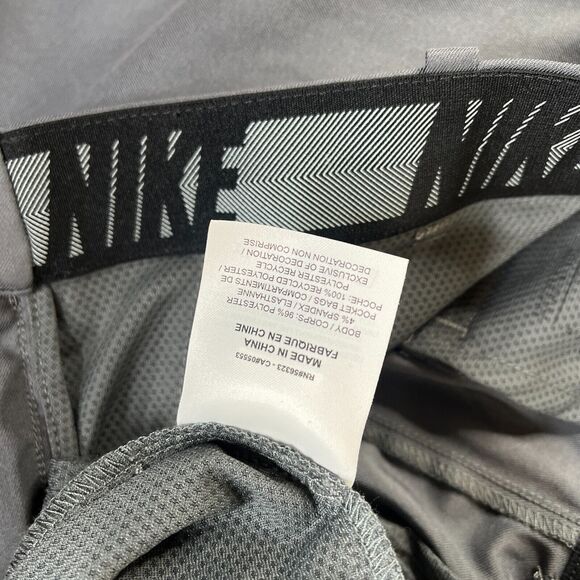 NIKE
NIKE
RN#56323 - CA#05553
MADE IN CHINA
FABRIQUE EN CHINE
BODY / CORPS: 96% POLYESTER
4% SPANDEX / ELASTHANNE
POCKET BAGS / COMPARTIMENTS DE
POCHE: 100% RECYCLED POLYESTER /
POLYESTER RECYCLE
EXCLUSIVE OF DECORATION /
DECORATION NON COMPRISE